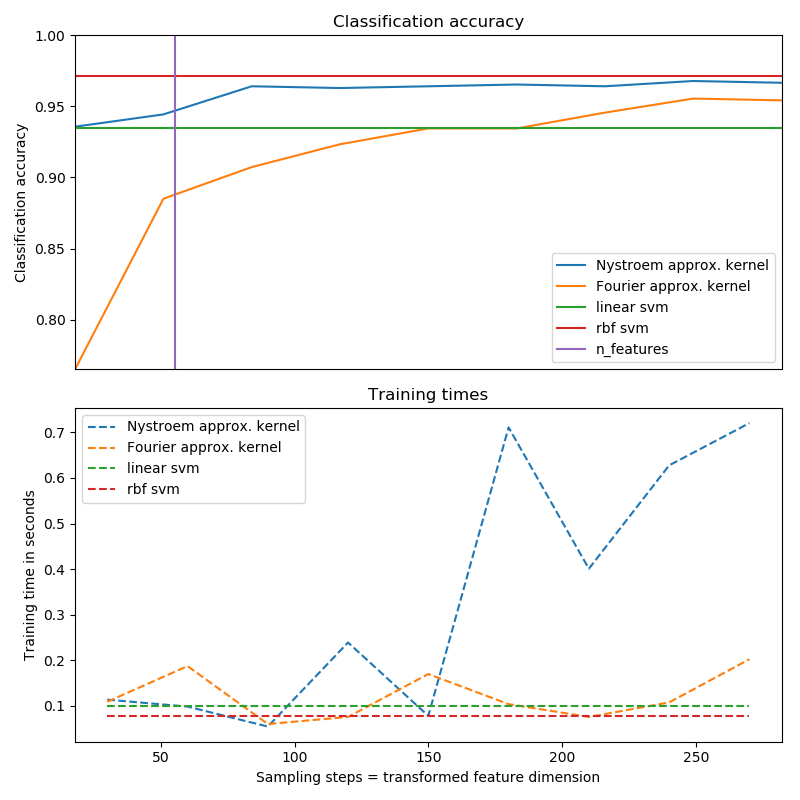 Classification accuracy
Classification accuracy
1.00
0.95
0.90
0.85
0.80
Nystroem approx. kernel
Fourier approx. kernel
linear svm
rbf svm
n_features
Training times
Training time in seconds
0.7
0.6
0.5
0.4
0.3
0.2
0.1
Nystroem approx. kernel
Fourier approx. kernel
linear svm
rbf svm
50
100
150
200
250
Sampling steps = transformed feature dimension